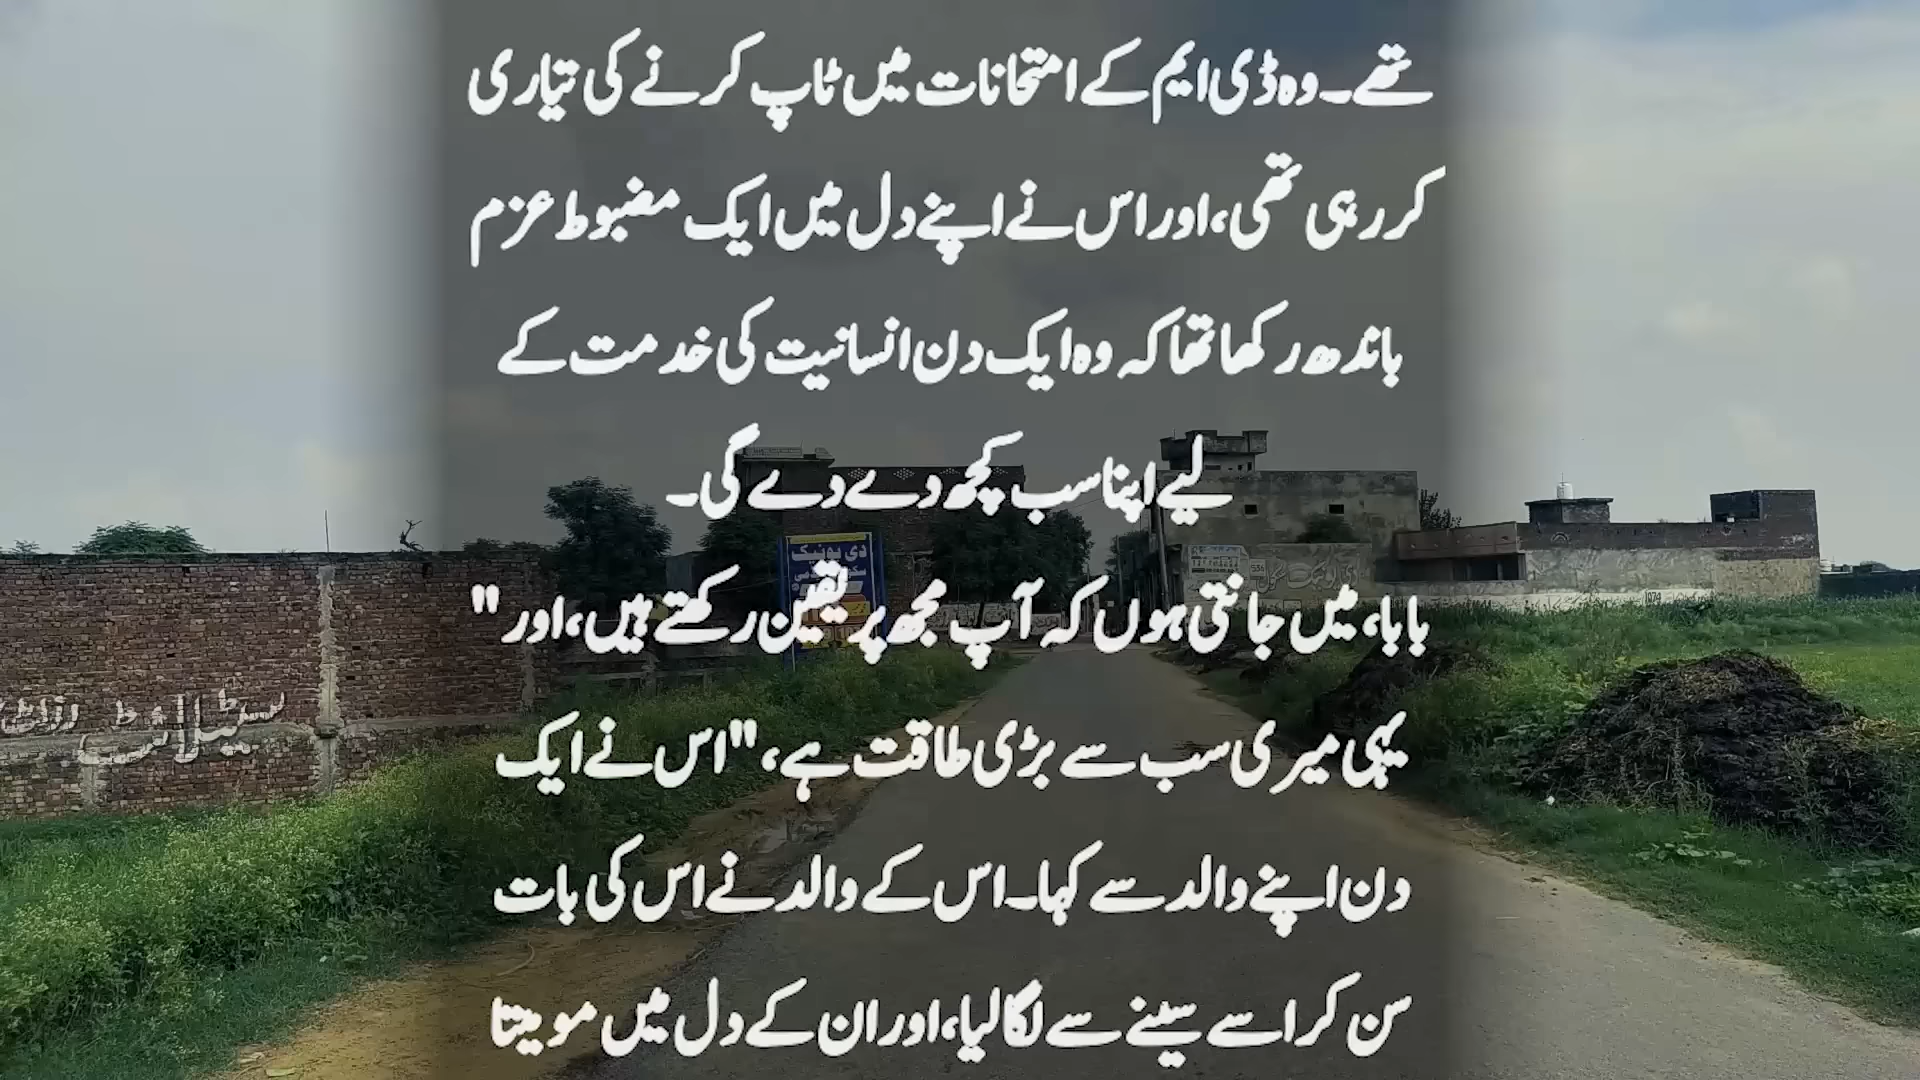 تھے۔ وہ ڈی ایم کے امتحانات میں ٹاپ کرنے کی تیاری
کر رہی تھی، اور اس نے اپنے دل میں ایک مضبوط عزم
باندھ رکھا تھا کہ وہ ایک دن انسانیت کی خدمت کے
لیے اپنا سب کچھ دے دے گی۔
بابا، میں جانتی ہوں کہ آپ مجھ پر یقین رکھتے ہیں، اور "
یہی میری سب سے بڑی طاقت ہے، " اس نے ایک
دن اپنے والد سے کہا۔ اس کے والد نے اس کی بات
سن کر اسے سینے سے لگا لیا، اور ان کے دل میں موہیتا
دی یونیک
سیٹلائٹ